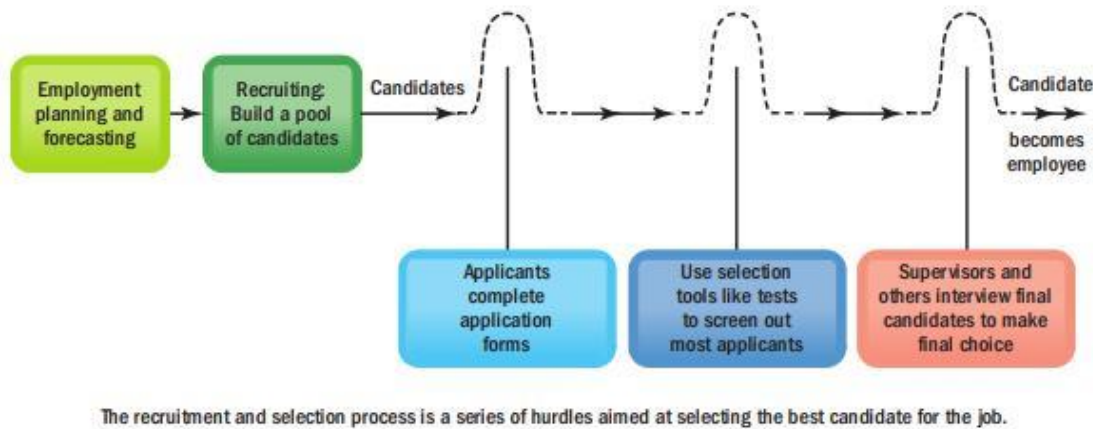 Employment
planning and
forecasting
Recruiting:
Build a pool
of candidates
Candidates
Candidate
becomes
employee
Applicants
complete
application
forms
Use selection
tools like tests
to screen out
most applicants
Supervisors and
others interview final
candidates to make
final choice
The recruitment and selection process is a series of hurdles aimed at selecting the best candidate for the job.